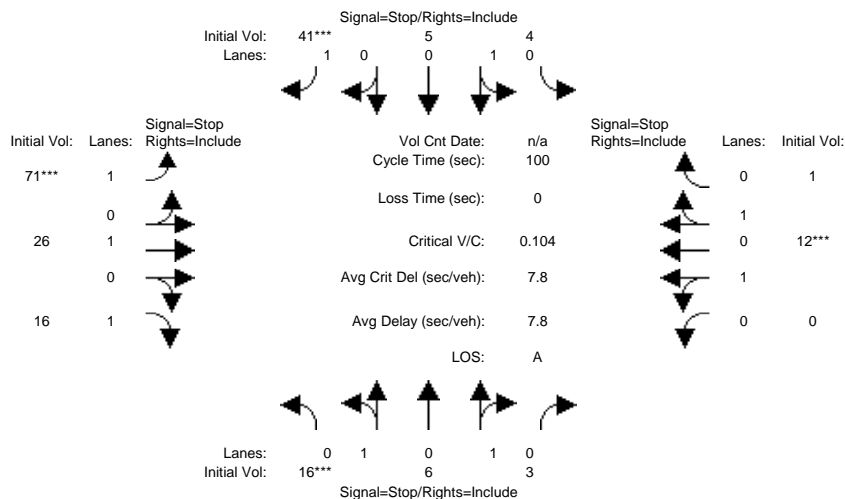 Signal=Stop/Rights=Include
Initial Vol: 41*** 5 4
Lanes: 1 0 0 1 0
Signal=Stop
Initial Vol: Lanes: Rights=Include
Vol Cnt Date: n/a
Signal=Stop
Rights=Include Lanes: Initial Vol:
Cycle Time (sec): 100
71*** 1
0 1
Loss Time (sec): 0
0
1
26 1
Critical V/C: 0.104
0 12***
0
Avg Crit Del (sec/veh): 7.8
1
16 1
Avg Delay (sec/veh): 7.8
0 0
LOS: A
Lanes: 0 1 0 1 0
Initial Vol: 16*** 6 3
Signal=Stop/Rights=Include